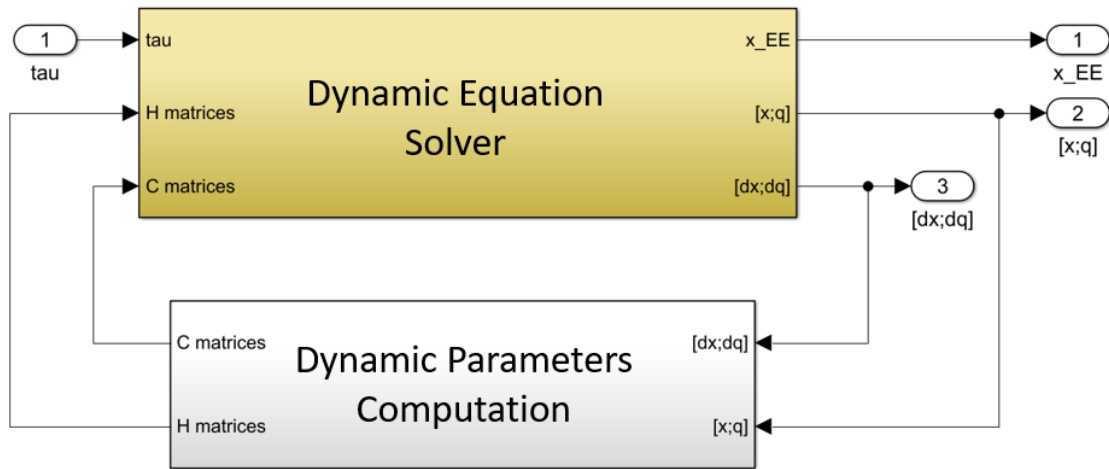 1
tau
tau
H matrices
C matrices
Dynamic Equation
Solver
x_EE
[x;q]
[dx;dq]
1
x_EE
2
[x;q]
3
[dx;dq]
C matrices
H matrices
Dynamic Parameters
Computation
[dx;dq]
[x;q]